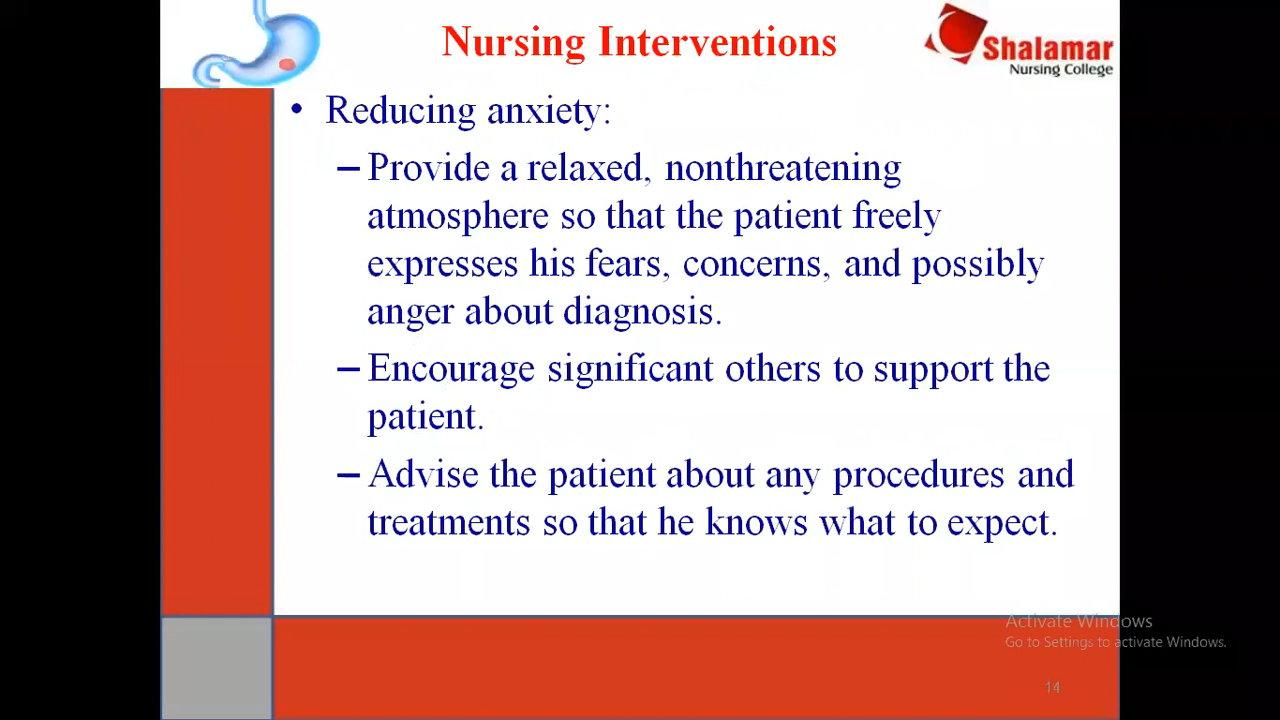 Nursing Interventions
Shalamar
Nursing College
• Reducing anxiety:
– Provide a relaxed, nonthreatening
atmosphere so that the patient freely
expresses his fears, concerns, and possibly
anger about diagnosis.
– Encourage significant others to support the
patient.
– Advise the patient about any procedures and
treatments so that he knows what to expect.
Activate Windows
Go to Settings to activate Windows.
14